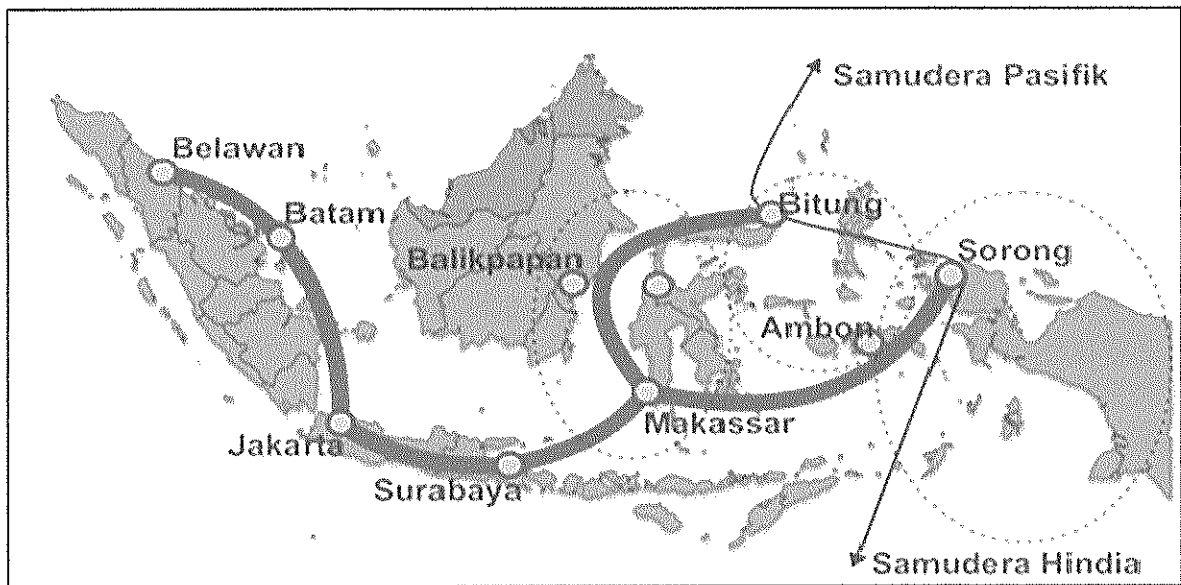 Samudera Pasifik
Belawan
Batam
Bitung
Balikpapan
Sorong
Ambon
Makassar
Jakarta
Surabaya
Samudera Hindia